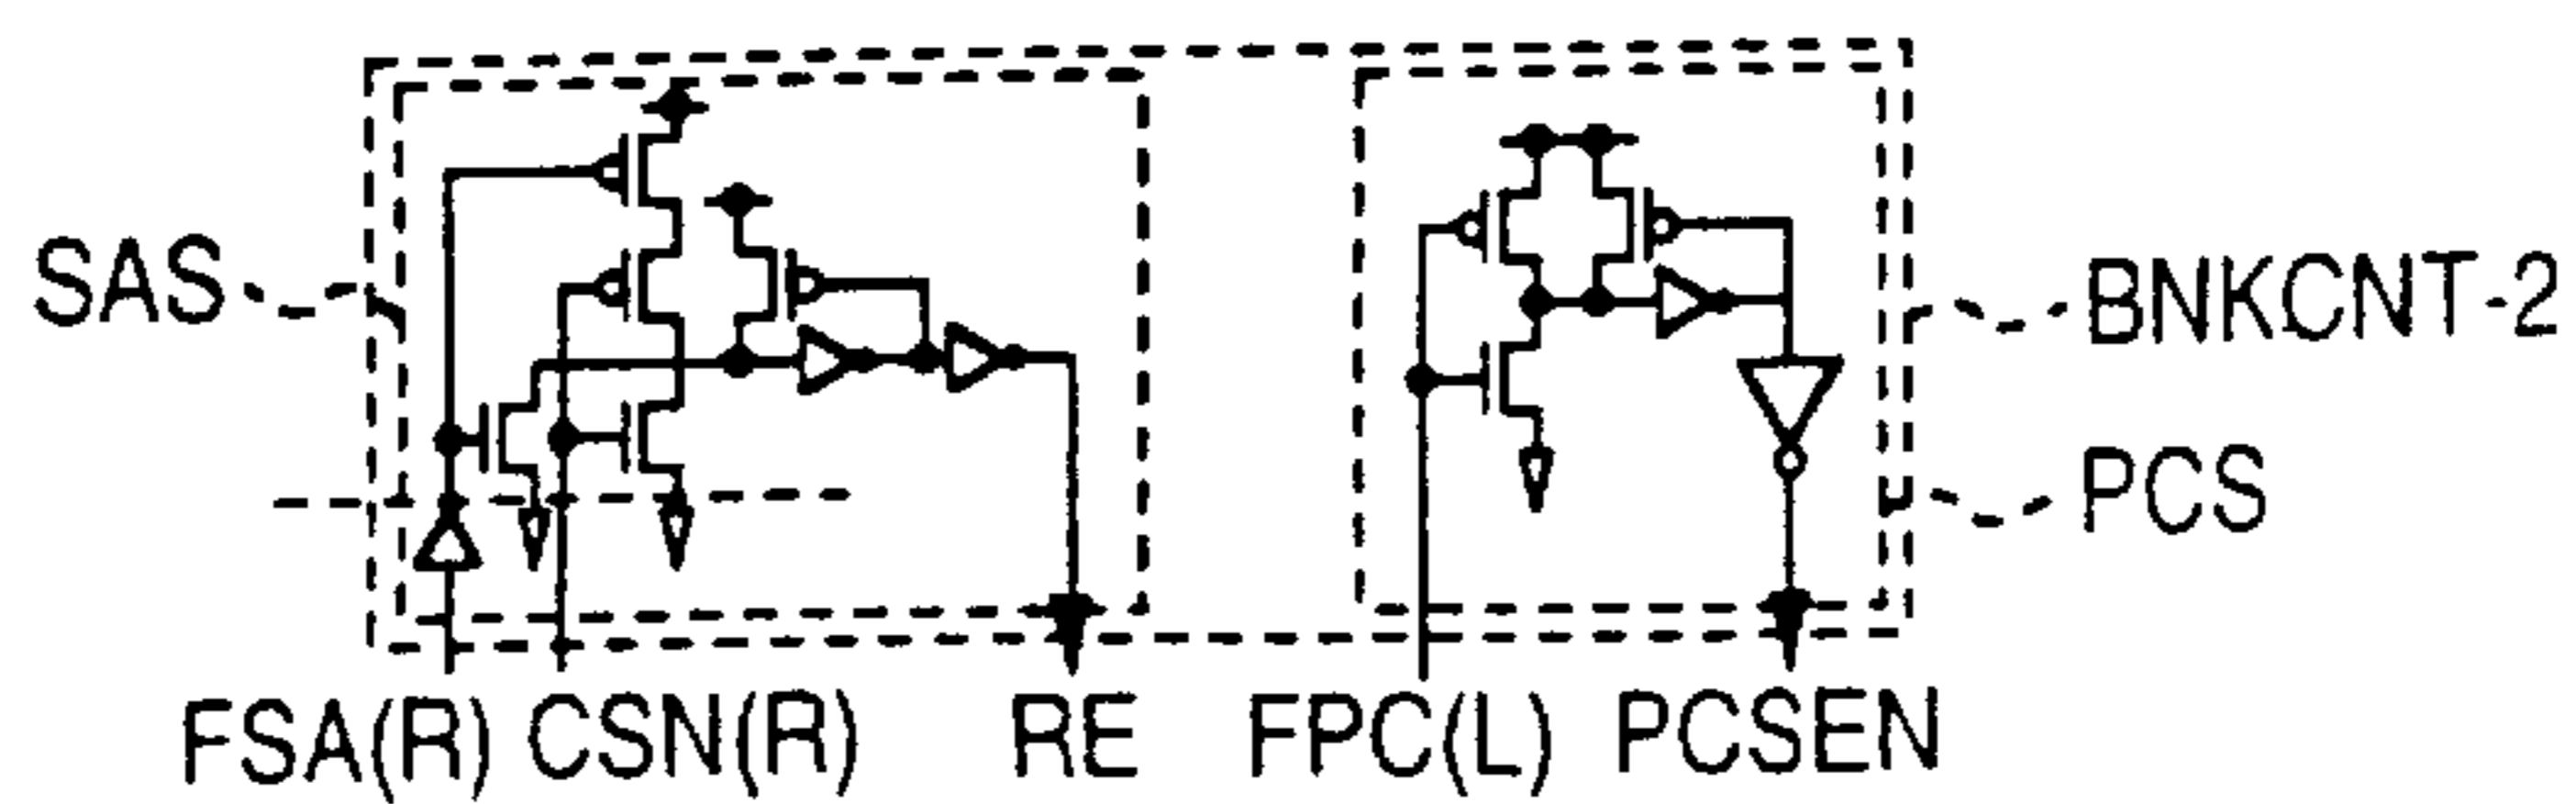 SAS
BNKCNT-2
PCS
FSA(R) CSN(R) RE FPC(L) PCSEN